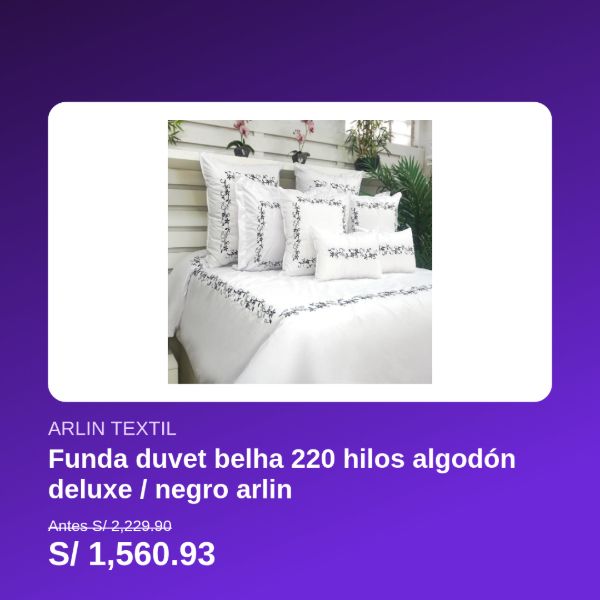 ARLIN TEXTIL
Funda duvet belha 220 hilos algodón
deluxe / negro arlin
Antes S/ 2,229.90
S/ 1,560.93